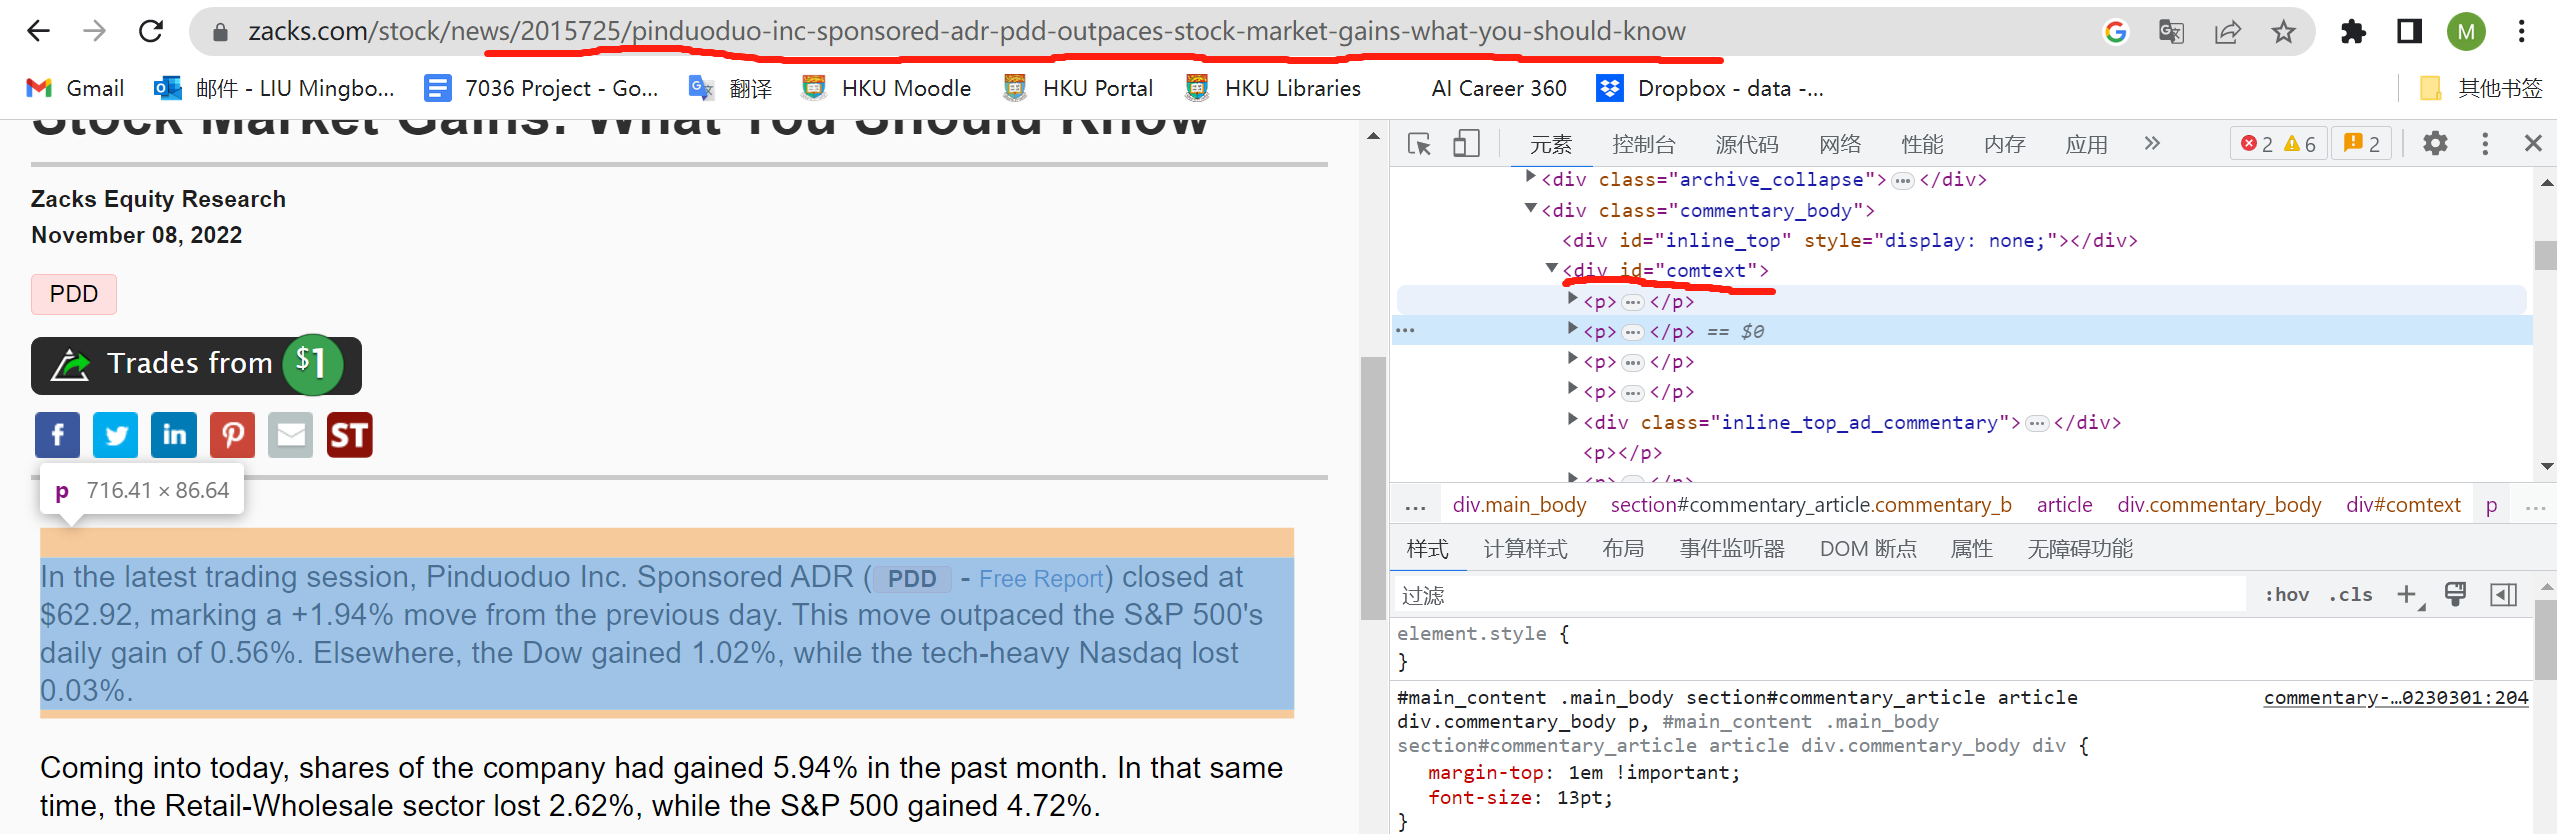 zacks.com/stock/news/2015725/pinduoduo-inc-sponsored-adr-pdd-outpaces-stock-market-gains-what-you-should-know
M
Gmail
邮件 - LIU Mingbo...
7036 Project - Go...
翻译
HKU Moodle
HKU Portal
HKU Libraries
AI Career 360
Dropbox - data -...
其他书签
Stock Market Gains: What You Should Know
Zacks Equity Research
November 08, 2022
PDD
Trades from $1
f
in
ST
p 716.41 × 86.64
In the latest trading session, Pinduoduo Inc. Sponsored ADR ( PDD - Free Report) closed at
$62.92, marking a +1.94% move from the previous day. This move outpaced the S&P 500's
daily gain of 0.56%. Elsewhere, the Dow gained 1.02%, while the tech-heavy Nasdaq lost
0.03%.
Coming into today, shares of the company had gained 5.94% in the past month. In that same
time, the Retail-Wholesale sector lost 2.62%, while the S&P 500 gained 4.72%.
元素 控制台 源代码 网络 性能 内存 应用 » 2 6 2
<div class="archive_collapse">…</div>
<div class="commentary_body">
<div id="inline_top" style="display: none;"></div>
<div id="comtext">
<p>…</p>
… <p>…</p> == $0
<p>…</p>
<p>…</p>
<div class="inline_top_ad_commentary">…</div>
<p></p>
<p>…</p>
… div.main_body section#commentary_article.commentary_b article div.commentary_body div#comtext p …
样式 计算样式 布局 事件监听器 DOM 断点 属性 无障碍功能
过滤 :hov .cls +
element.style {
}
#main_content .main_body section#commentary_article article commentary-…0230301:204
div.commentary_body p, #main_content .main_body
section#commentary_article article div.commentary_body div {
margin-top: 1em !important;
font-size: 13pt;
}